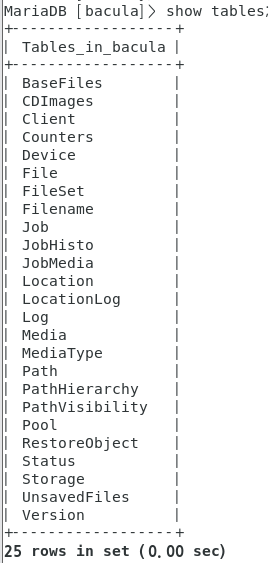 MariaDB [bacula]> show tables;
+------------------+
| Tables_in_bacula |
+------------------+
| BaseFiles        |
| CDImages         |
| Client           |
| Counters         |
| Device           |
| File             |
| FileSet          |
| Filename         |
| Job              |
| JobHisto         |
| JobMedia         |
| Location         |
| LocationLog      |
| Log              |
| Media            |
| MediaType        |
| Path             |
| PathHierarchy    |
| PathVisibility   |
| Pool             |
| RestoreObject    |
| Status           |
| Storage          |
| UnsavedFiles     |
| Version          |
+------------------+
25 rows in set (0.00 sec)